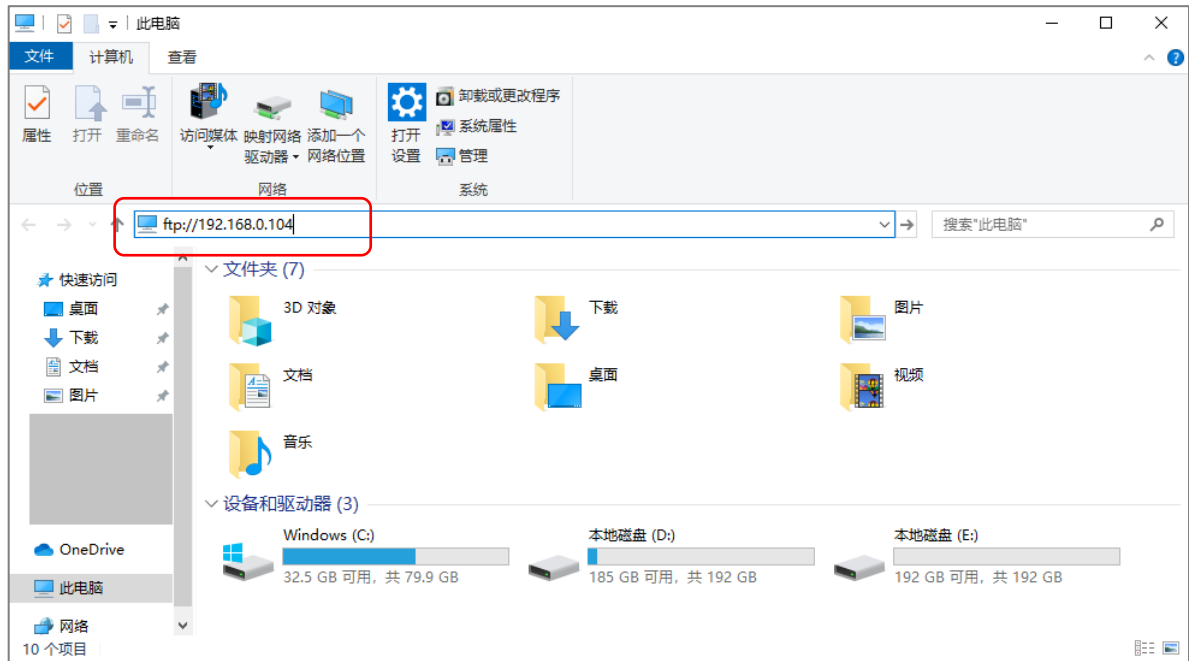 此电脑
文件 计算机 查看
属性 打开 重命名 访问媒体 映射网络驱动器 添加一个网络位置 打开设置 卸载或更改程序
系统属性
管理
位置 网络 系统
ftp://192.168.0.104 搜索"此电脑"
快速访问
桌面
下载
文档
图片
OneDrive
此电脑
网络
文件夹 (7)
3D 对象 下载 图片
文档 桌面 视频
音乐
设备和驱动器 (3)
Windows (C:) 本地磁盘 (D:) 本地磁盘 (E:)
32.5 GB 可用，共 79.9 GB 185 GB 可用，共 192 GB 192 GB 可用，共 192 GB
10 个项目